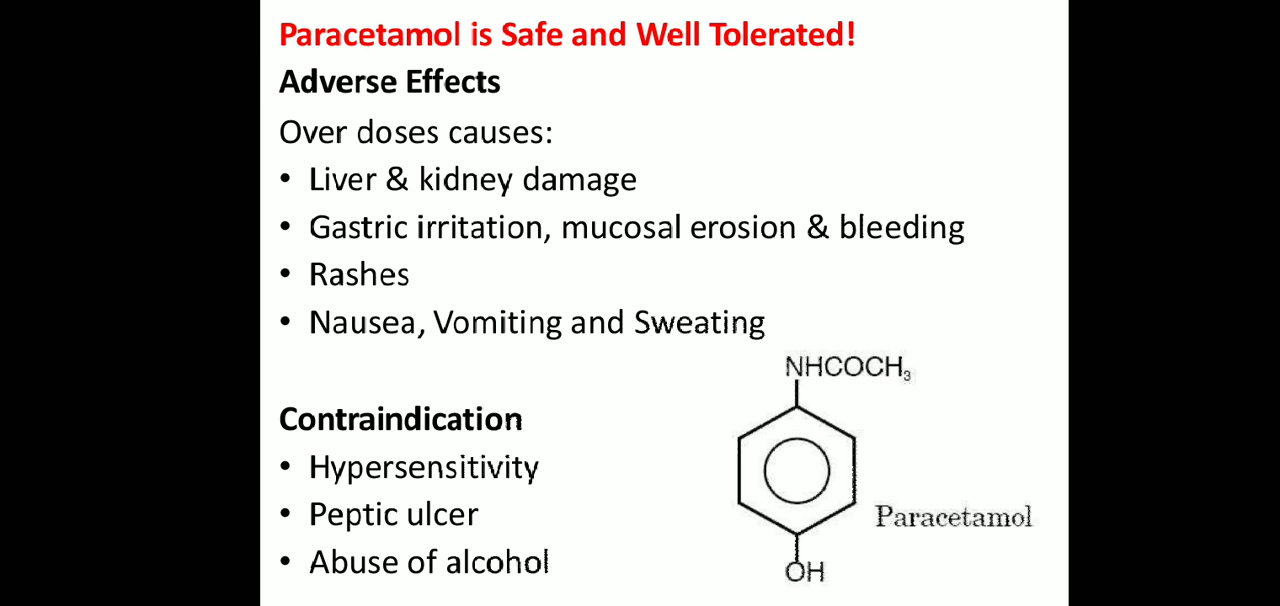 Paracetamol is Safe and Well Tolerated!
Adverse Effects
Over doses causes:
• Liver & kidney damage
• Gastric irritation, mucosal erosion & bleeding
• Rashes
• Nausea, Vomiting and Sweating
NHCOCH₃
Contraindication
• Hypersensitivity
• Peptic ulcer
Paracetamol
• Abuse of alcohol
OH